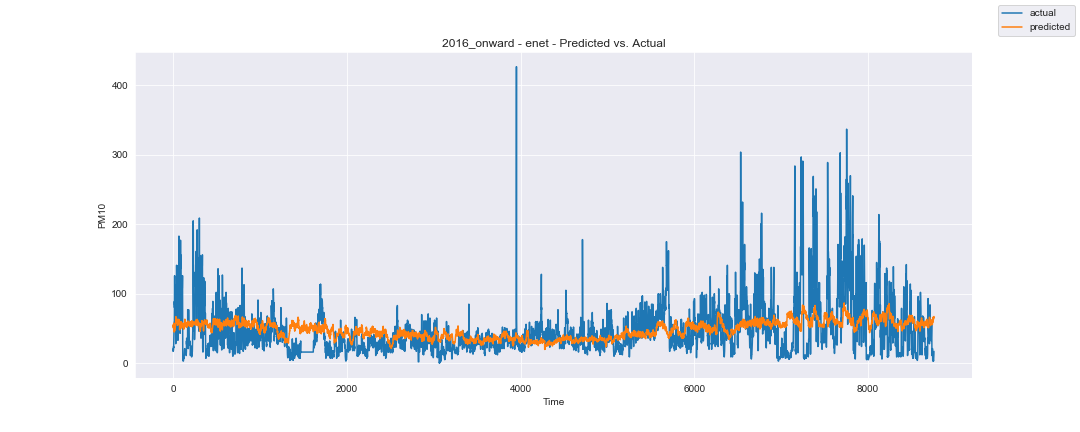 actual
predicted
2016_onward - enet - Predicted vs. Actual
400
300
200
100
0
PM10
0 2000 4000 6000 8000
Time